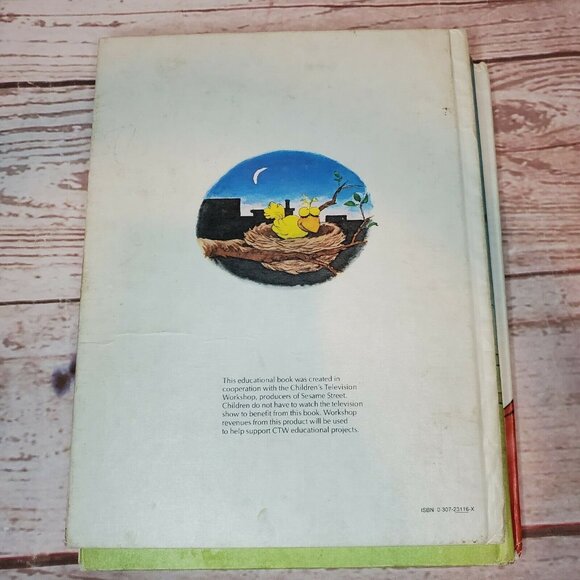 This educational book was created in
cooperation with the Children's Television
Workshop, producers of Sesame Street.
Children do not have to watch the television
show to benefit from this book. Workshop
revenues from this product will be used
to help support CTW educational projects.
ISBN 0 307-23116-X